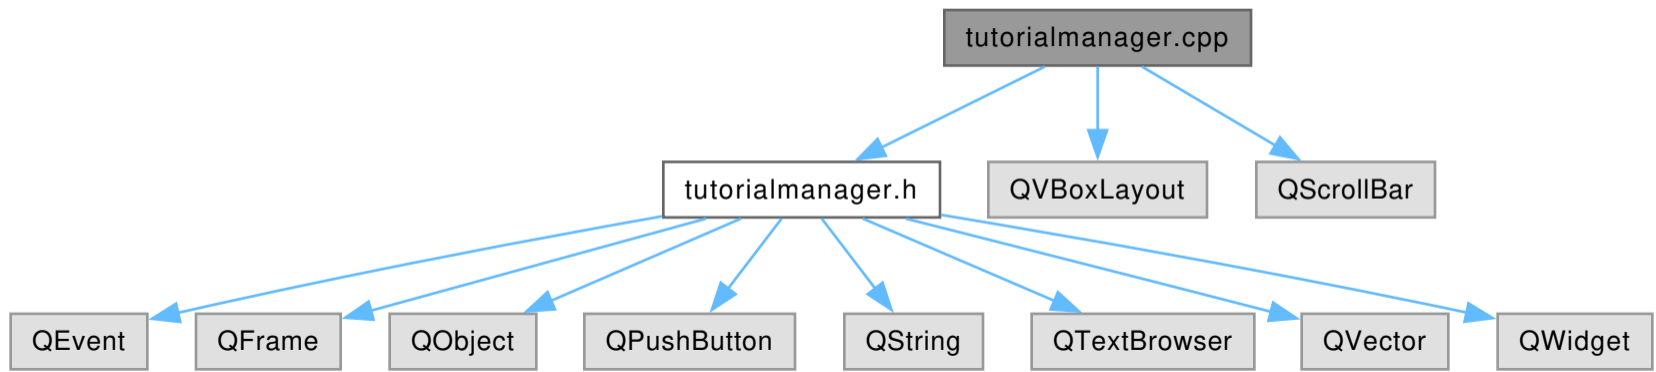 tutorialmanager.cpp
tutorialmanager.h
QVBoxLayout
QScrollBar
QEvent
QFrame
QObject
QPushButton
QString
QTextBrowser
QVector
QWidget